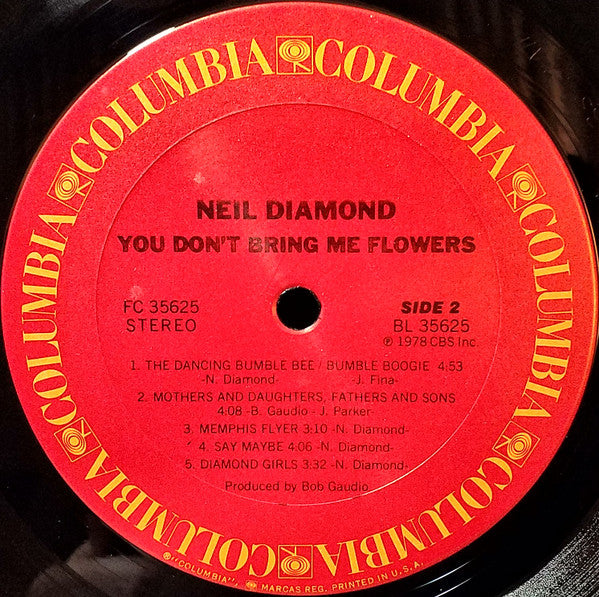 COLUMBIA COLUMBIA COLUMBIA COLUMBIA COLUMBIA COLUMBIA
NEIL DIAMOND
YOU DON'T BRING ME FLOWERS
FC 35625
STEREO
SIDE 2
BL 35625
℗ 1978 CBS Inc.
1. THE DANCING BUMBLE BEE / BUMBLE BOOGIE 4:53
-N. Diamond- -J. Fina-
2. MOTHERS AND DAUGHTERS, FATHERS AND SONS
4:08 -B. Gaudio - J. Parker-
3. MEMPHIS FLYER 3:10 -N. Diamond-
4. SAY MAYBE 4:06 -N. Diamond-
5. DIAMOND GIRLS 3:32 -N. Diamond-
Produced by Bob Gaudio
® "COLUMBIA", MARCAS REG. PRINTED IN U.S.A.